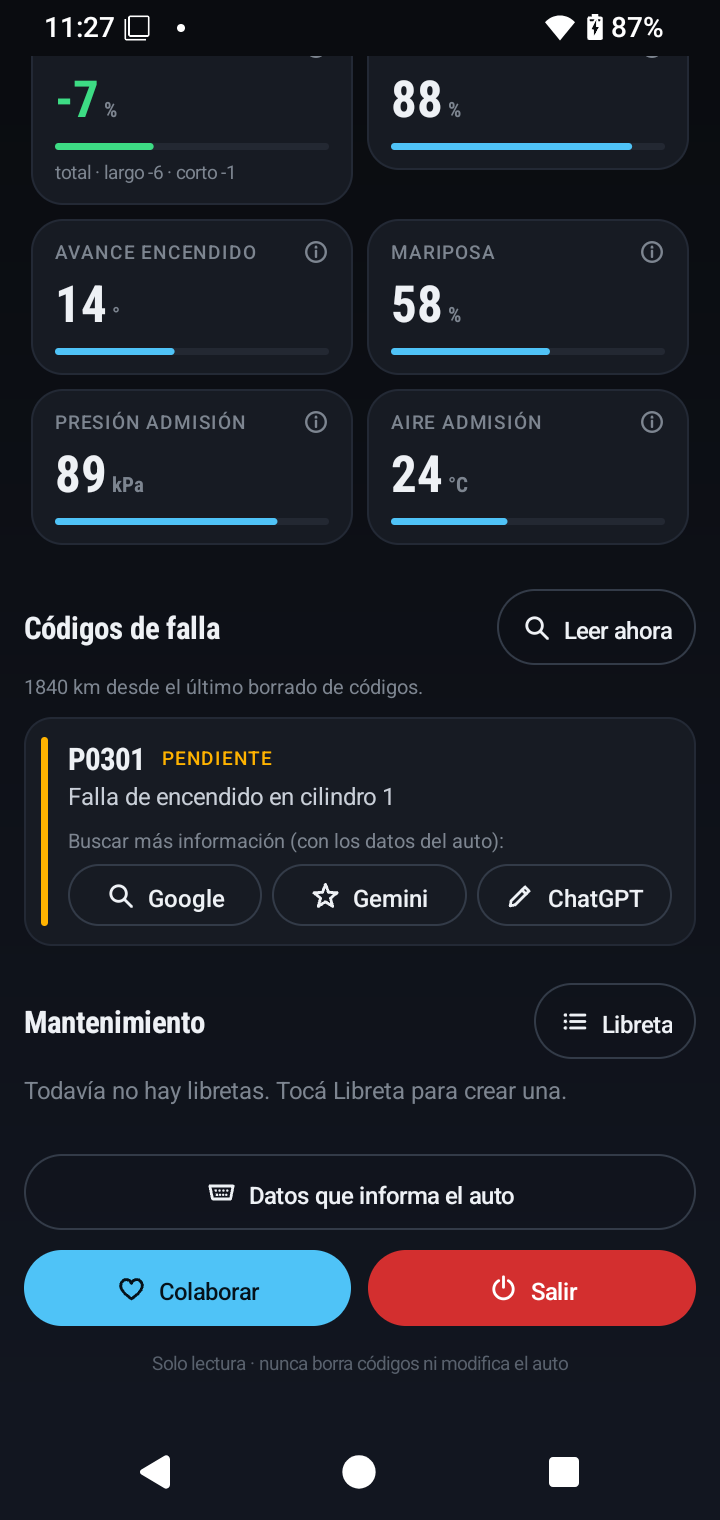 11:27 87%
-7 % 88 %
total · largo -6 · corto -1
AVANCE ENCENDIDO MARIPOSA
14 ° 58 %
PRESIÓN ADMISIÓN AIRE ADMISIÓN
89 kPa 24 °C
Códigos de falla Leer ahora
1840 km desde el último borrado de códigos.
P0301 PENDIENTE
Falla de encendido en cilindro 1
Buscar más información (con los datos del auto):
Google Gemini ChatGPT
Mantenimiento Libreta
Todavía no hay libretas. Tocá Libreta para crear una.
Datos que informa el auto
Colaborar Salir
Solo lectura · nunca borra códigos ni modifica el auto